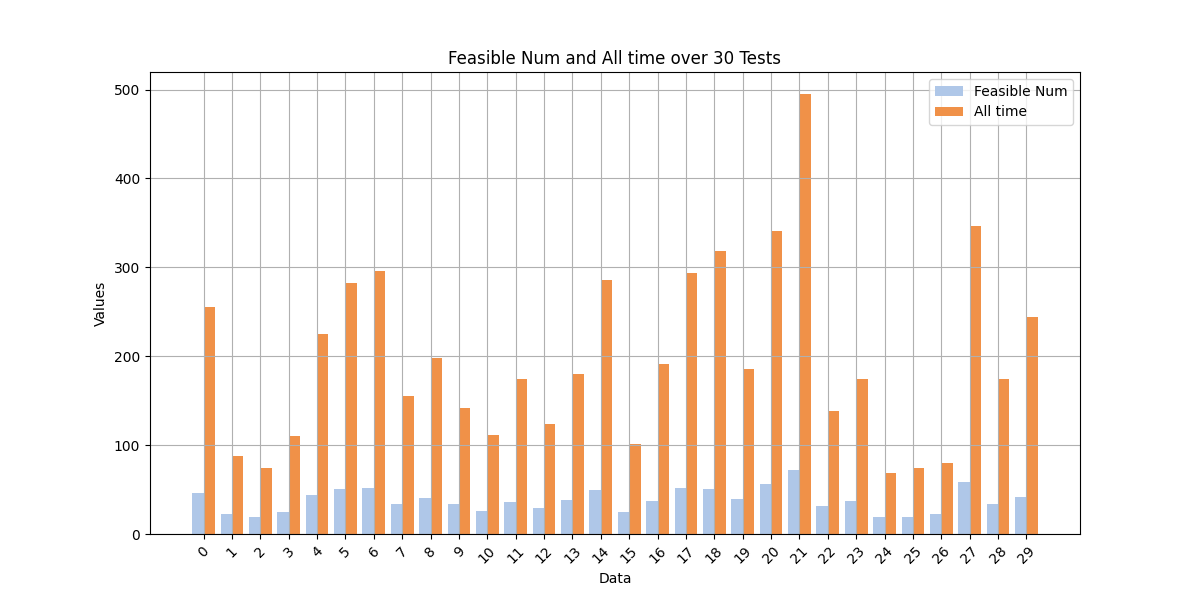 Feasible Num and All time over 30 Tests
Feasible Num
All time
500
400
300
200
100
0
Values
0 1 2 3 4 5 6 7 8 9 10 11 12 13 14 15 16 17 18 19 20 21 22 23 24 25 26 27 28 29
Data